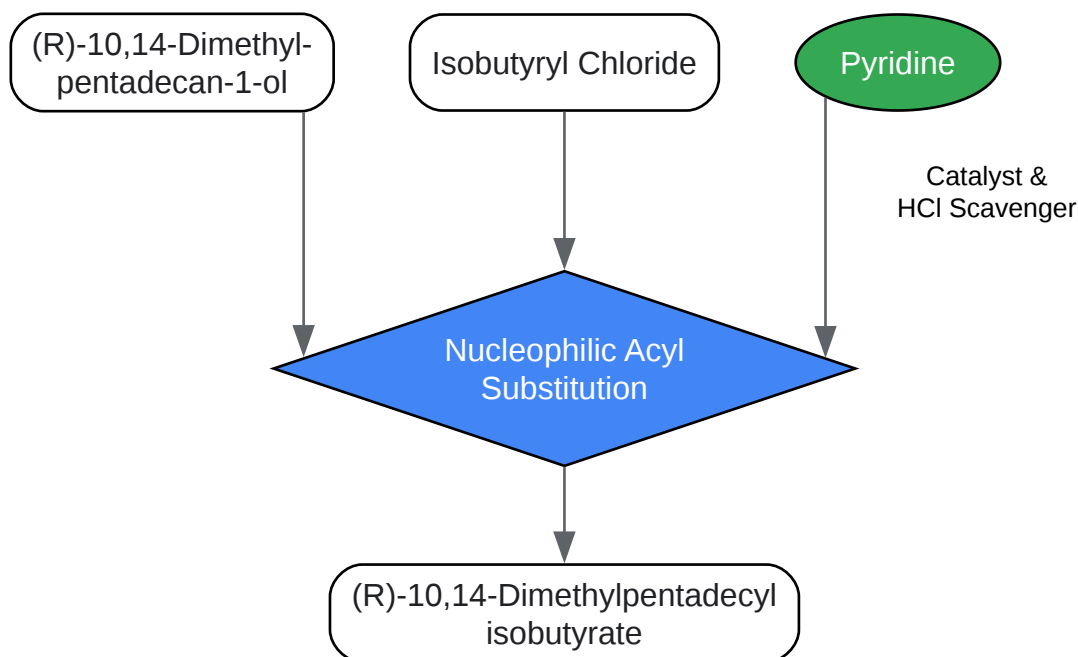 (R)-10,14-Dimethyl-
pentadecan-1-ol
Isobutyryl Chloride
Pyridine
Catalyst &
HCl Scavenger
Nucleophilic Acyl
Substitution
(R)-10,14-Dimethylpentadecyl
isobutyrate